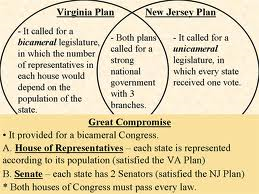 Virginia Plan
New Jersey Plan
- It called for a
bicameral legislature,
in which the number
of representatives in
each house would
depend on the
population of the
state.
- Both plans
called for a
strong
national
government
with 3
branches.
- It called for a
unicameral
legislature, in
which every state
received one vote.
Great Compromise
• It provided for a bicameral Congress.
A. House of Representatives – each state is represented
according to its population (satisfied the VA Plan)
B. Senate – each state has 2 Senators (satisfied the NJ Plan)
* Both houses of Congress must pass every law.